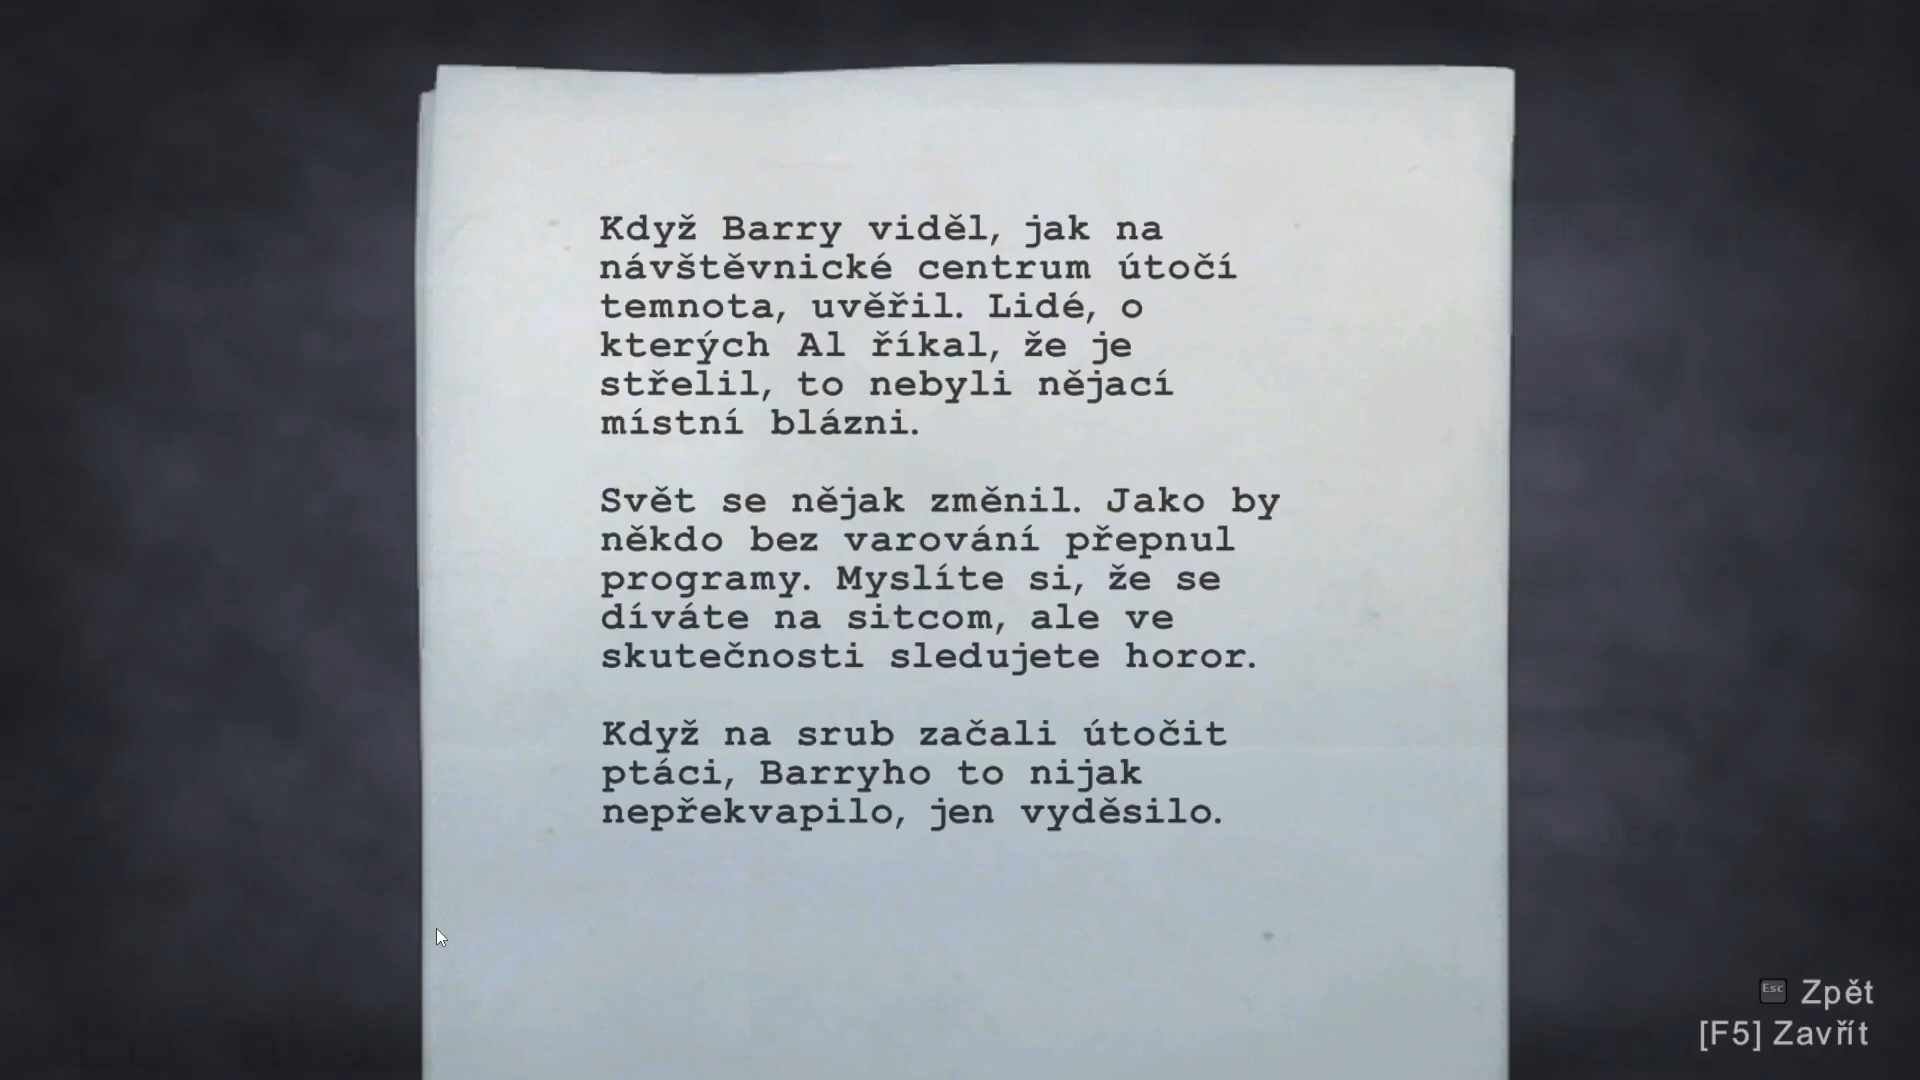 Když Barry viděl, jak na
návštěvnické centrum útočí
temnota, uvěřil. Lidé, o
kterých Al říkal, že je
střelil, to nebyli nějací
místní blázni.
Svět se nějak změnil. Jako by
někdo bez varování přepnul
programy. Myslíte si, že se
díváte na sitcom, ale ve
skutečnosti sledujete horor.
Když na srub začali útočit
ptáci, Barryho to nijak
nepřekvapilo, jen vyděsilo.
Esc Zpět
[F5] Zavřít